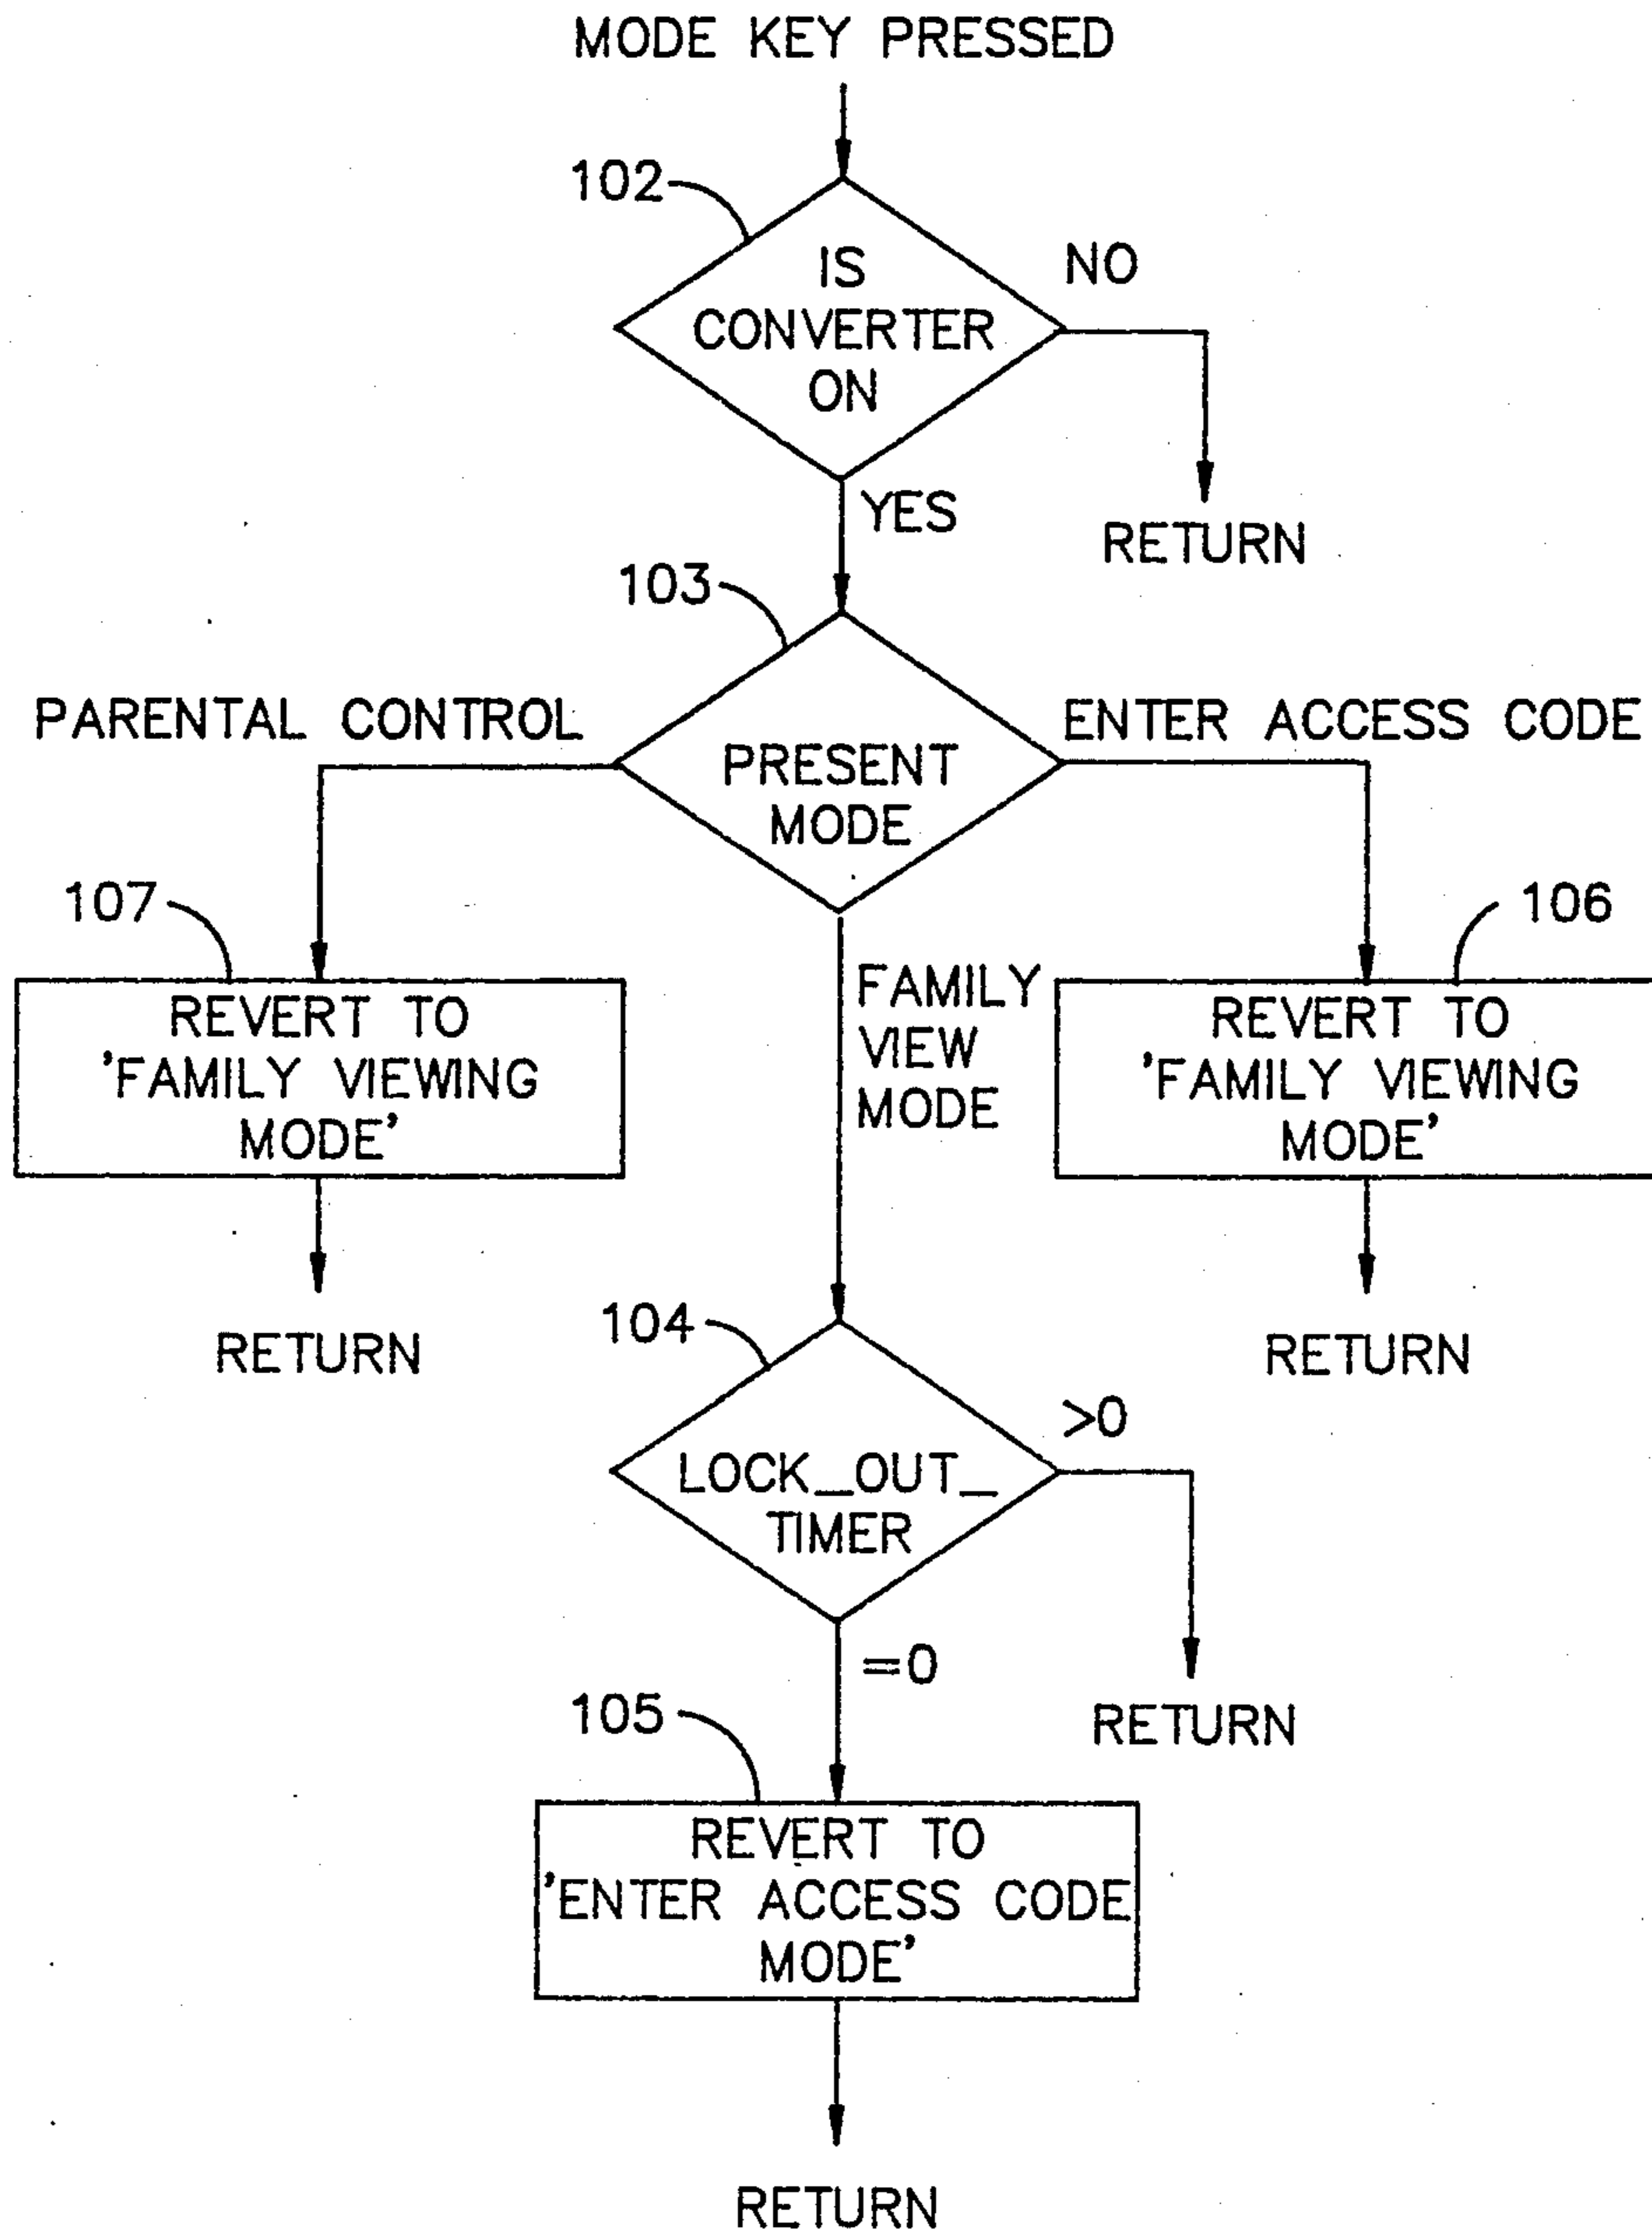 MODE KEY PRESSED
102
IS
CONVERTER
ON
NO
YES
RETURN
103
PARENTAL CONTROL
PRESENT
MODE
ENTER ACCESS CODE
107
106
REVERT TO
'FAMILY VIEWING
MODE'
FAMILY
VIEW
MODE
REVERT TO
'FAMILY VIEWING
MODE'
RETURN
RETURN
104
>0
LOCK_OUT_
TIMER
=0
RETURN
105
REVERT TO
'ENTER ACCESS CODE
MODE'
RETURN